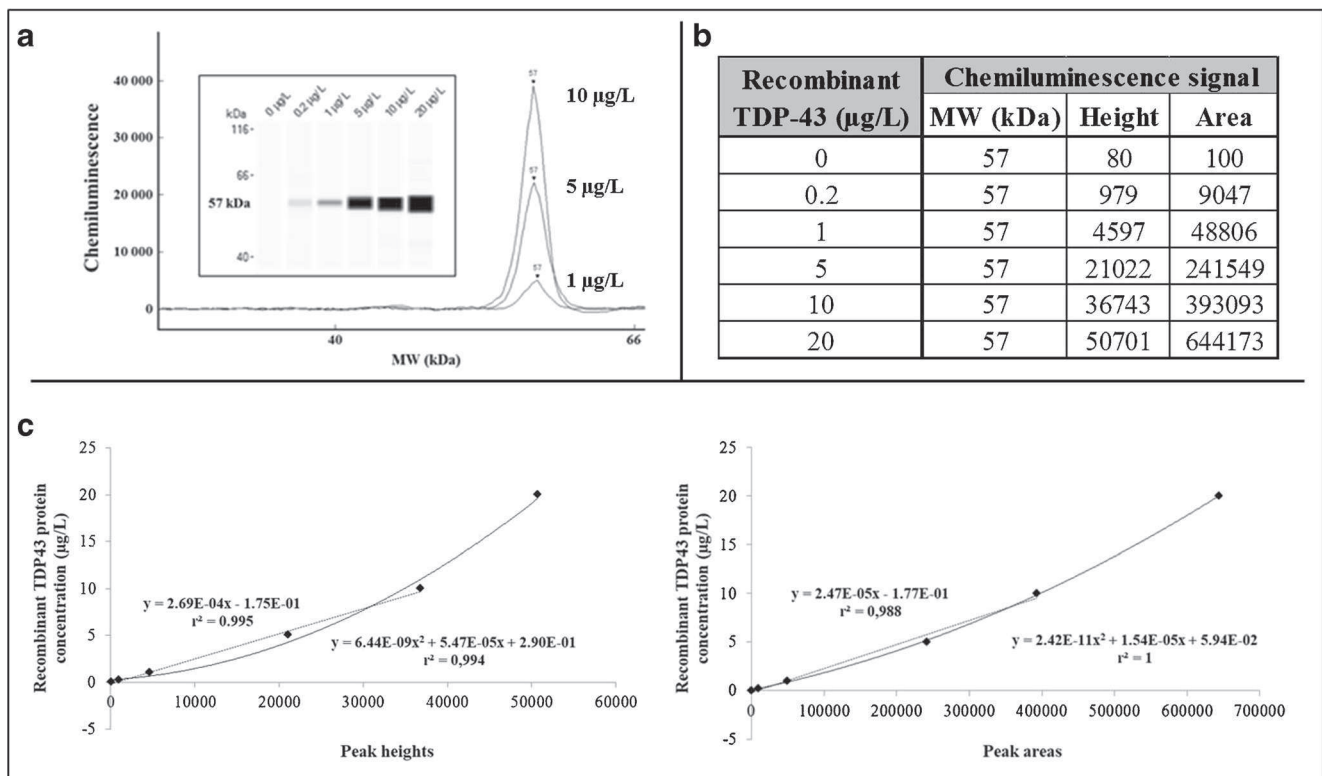 a
Chemiluminescence
40 000
30 000
20 000
10 000
0
kDa
0 µg/L
0.2 µg/L
1 µg/L
5 µg/L
10 µg/L
20 µg/L
116
66
57 kDa
40
57
10 µg/L
57
5 µg/L
57
1 µg/L
40
66
MW (kDa)
b
Recombinant TDP-43 (µg/L)
Chemiluminescence signal
MW (kDa) Height Area
0 57 80 100
0.2 57 979 9047
1 57 4597 48806
5 57 21022 241549
10 57 36743 393093
20 57 50701 644173
c
Recombinant TDP43 protein
concentration (µg/L)
25
20
15
10
5
0
-5
y = 2.69E-04x - 1.75E-01
r² = 0.995
y = 6.44E-09x² + 5.47E-05x + 2.90E-01
r² = 0,994
0 10000 20000 30000 40000 50000 60000
Peak heights
Recombinant TDP43 protein
concentration (µg/L)
25
20
15
10
5
0
-5
y = 2.47E-05x - 1.77E-01
r² = 0,988
y = 2.42E-11x² + 1.54E-05x + 5.94E-02
r² = 1
0 100000 200000 300000 400000 500000 600000 700000
Peak areas